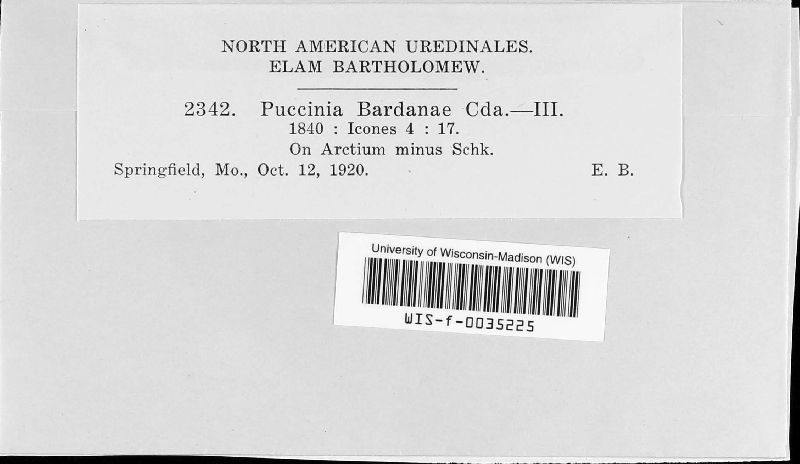 NORTH AMERICAN UREDINALES.
ELAM BARTHOLOMEW.
2342. Puccinia Bardanae Cda.—III.
1840 : Icones 4 : 17.
On Arctium minus Schk.
Springfield, Mo., Oct. 12, 1920. E. B.
University of Wisconsin-Madison (WIS)
WIS-f-0035225